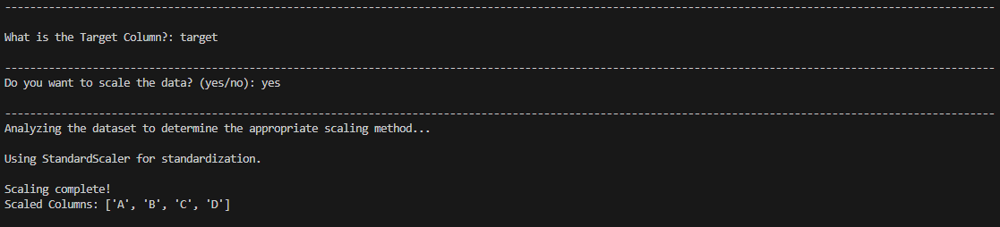 What is the Target Column?: target
Do you want to scale the data? (yes/no): yes
Analyzing the dataset to determine the appropriate scaling method...
Using StandardScaler for standardization.
Scaling complete!
Scaled Columns: ['A', 'B', 'C', 'D']